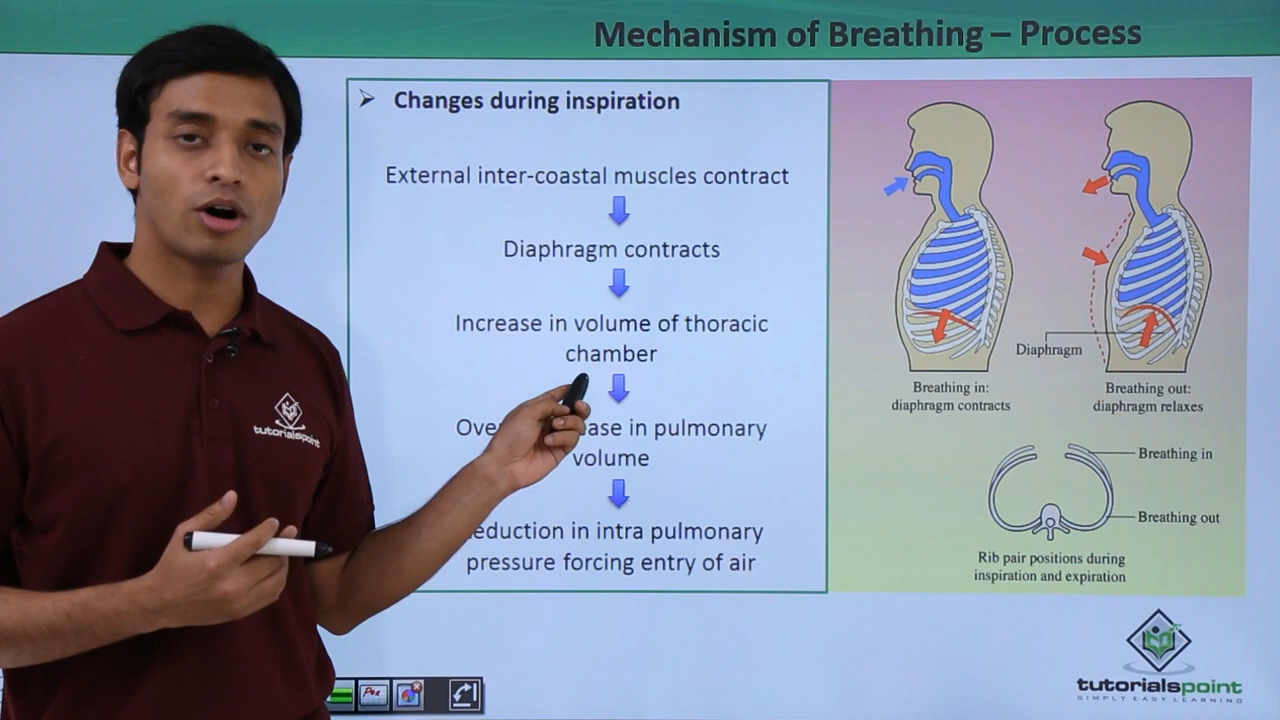 Mechanism of Breathing – Process
➢ Changes during inspiration
External inter-coastal muscles contract
Diaphragm contracts
Increase in volume of thoracic
chamber
in pulmonary
volume
in intra pulmonary
pressure forcing entry of air
Diaphragm
Breathing in:
diaphragm contracts
Breathing out:
diaphragm relaxes
Breathing in
Breathing out
Rib pair positions during
inspiration and expiration
tutorialspoint
tutorialspoint
SIMPLY EASY LEARNING
Pen